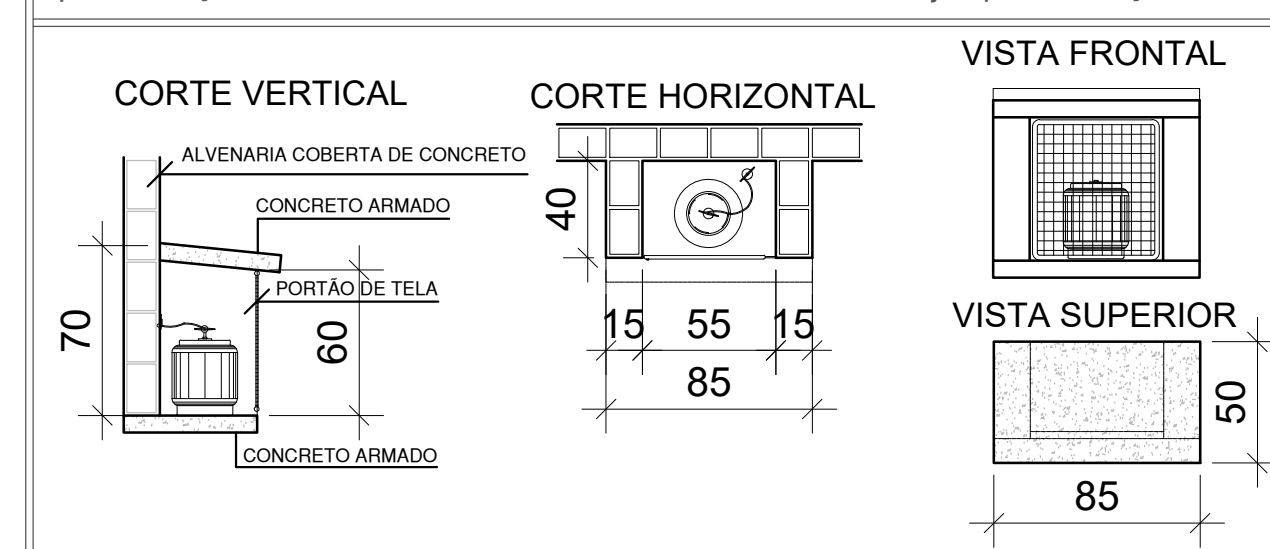 CORTE VERTICAL
ALVENARIA COBERTA DE CONCRETO
CONCRETO ARMADO
PORTÃO DE TELA
70
60
CONCRETO ARMADO
CORTE HORIZONTAL
40
15 55 15
85
VISTA FRONTAL
VISTA SUPERIOR
50
85